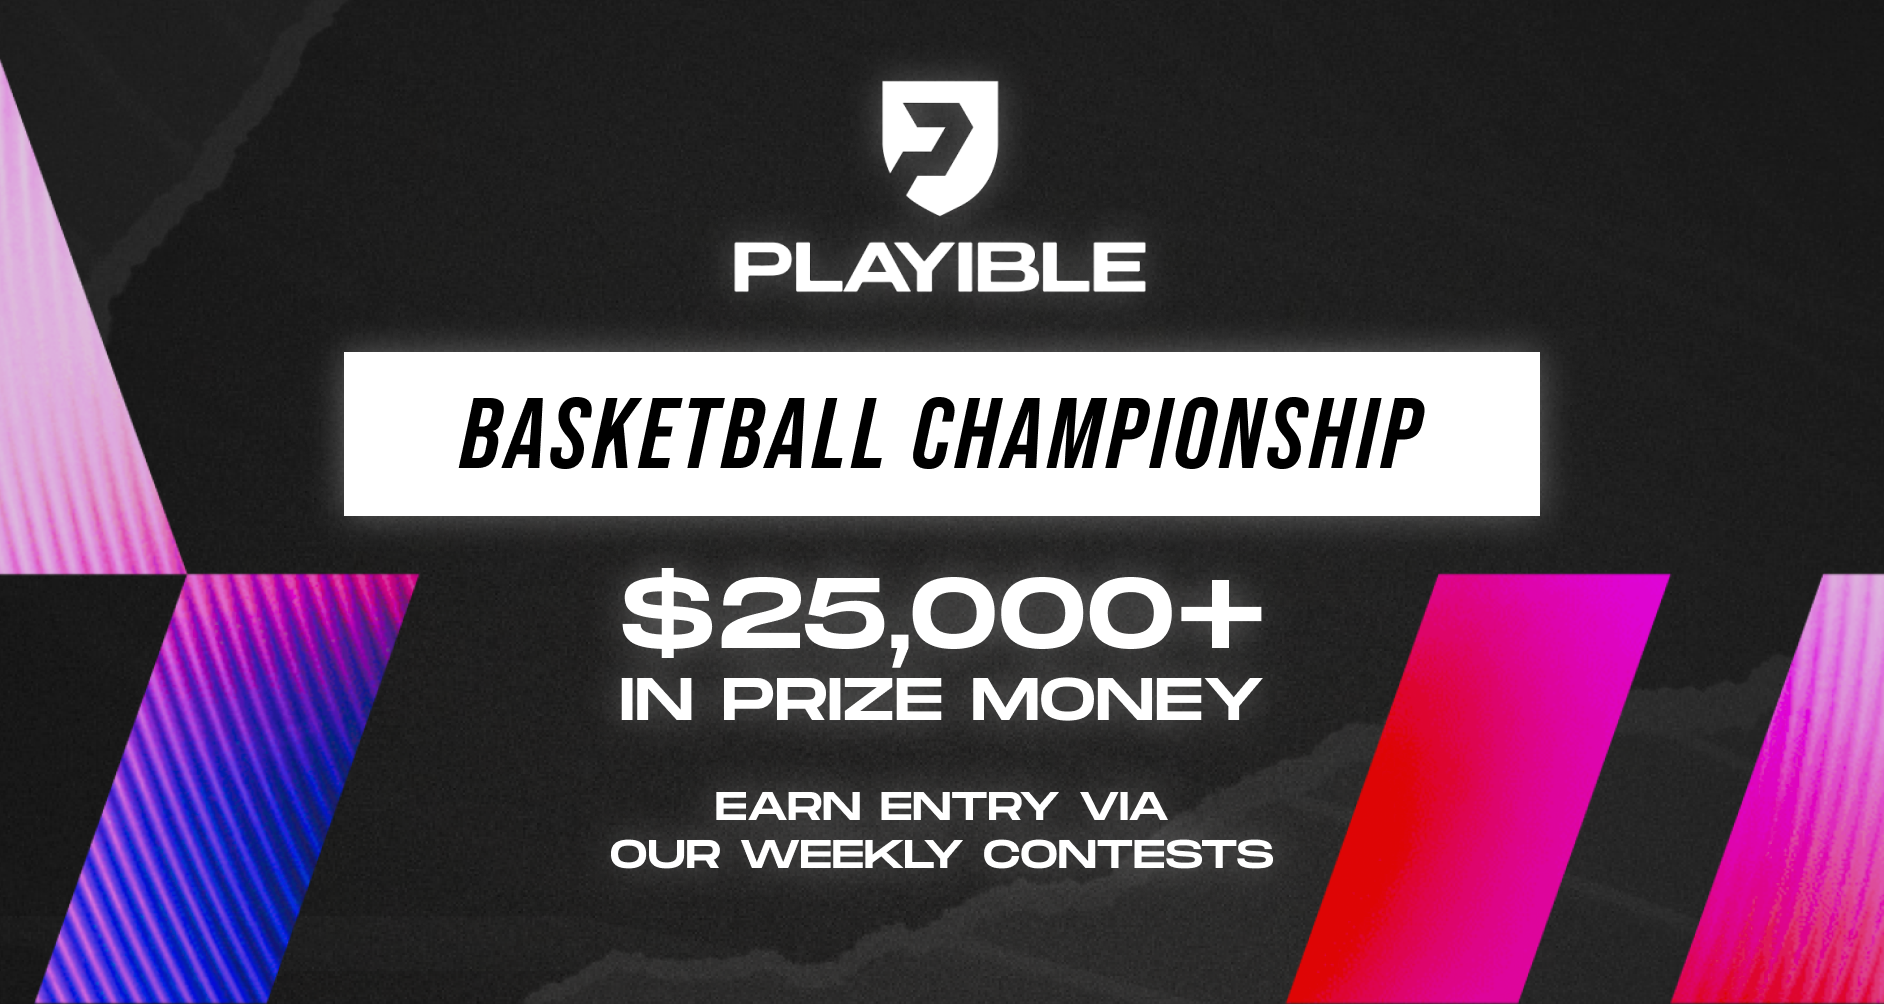 PLAYIBLE
BASKETBALL CHAMPIONSHIP
$25,000+
IN PRIZE MONEY
EARN ENTRY VIA
OUR WEEKLY CONTESTS